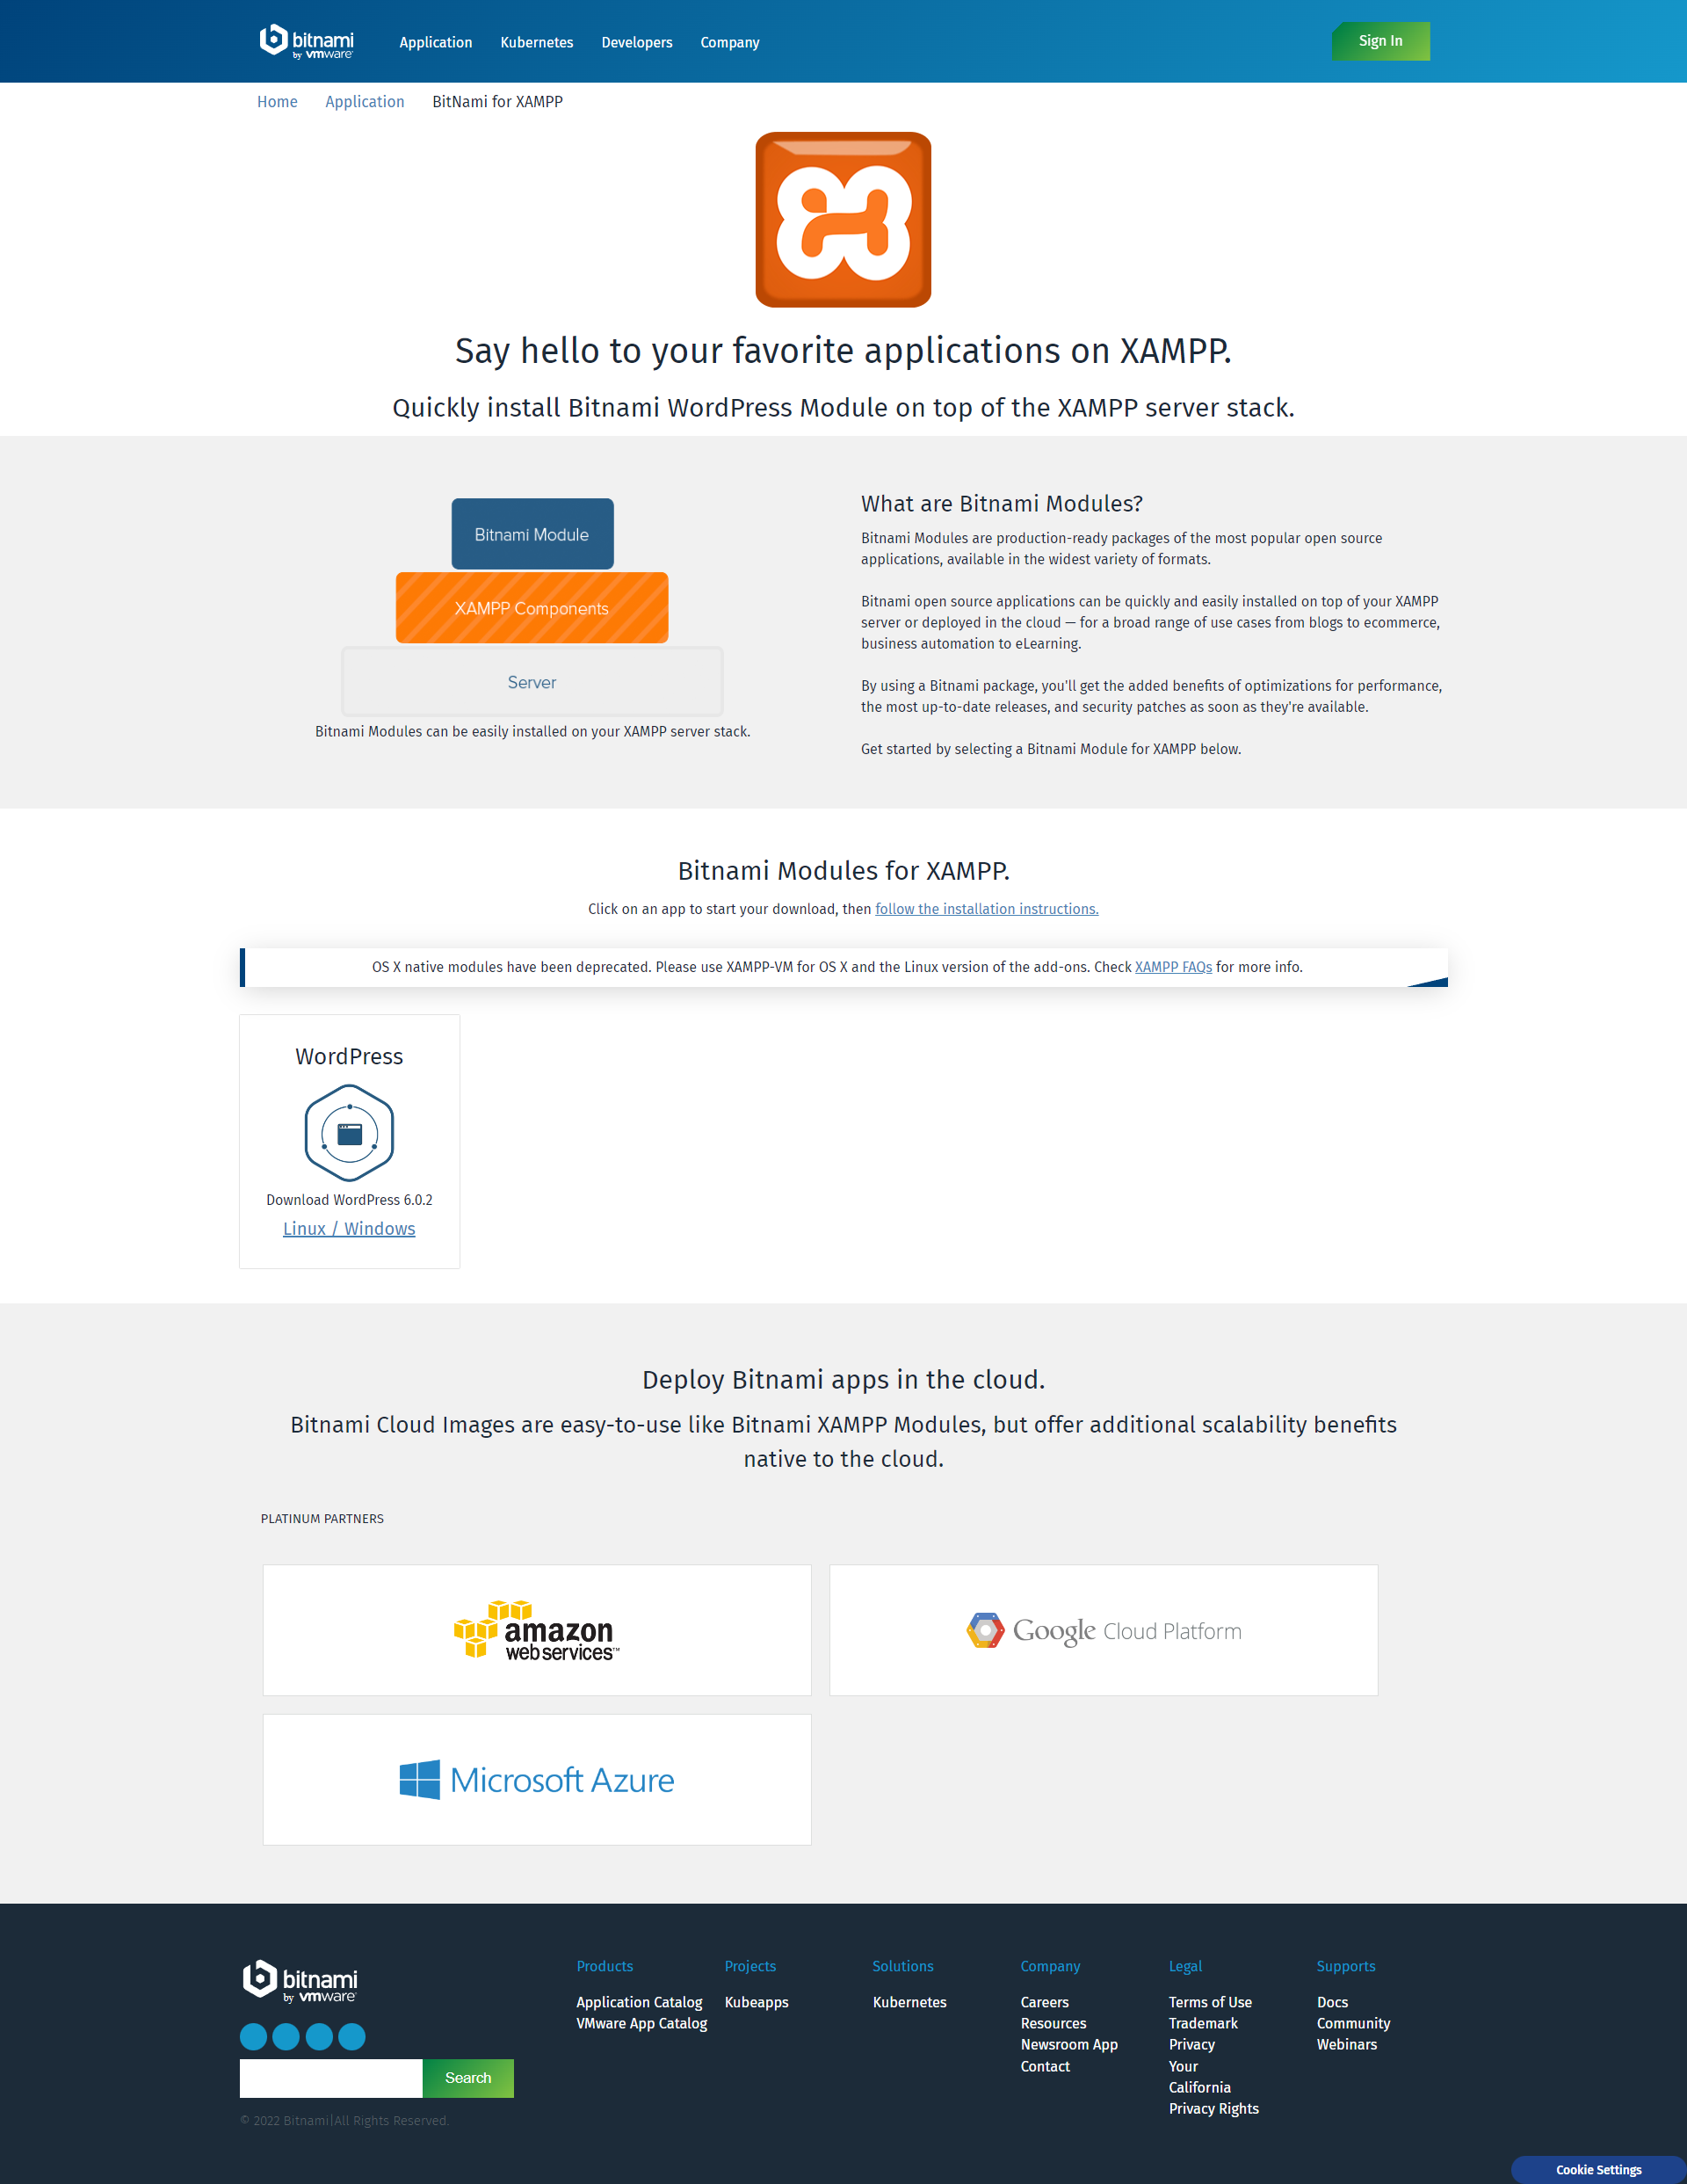 bitnami
by vmware
Application Kubernetes Developers Company
Sign In
Home Application BitNami for XAMPP
Say hello to your favorite applications on XAMPP.
Quickly install Bitnami WordPress Module on top of the XAMPP server stack.
Bitnami Module
XAMPP Components
Server
Bitnami Modules can be easily installed on your XAMPP server stack.
What are Bitnami Modules?
Bitnami Modules are production-ready packages of the most popular open source
applications, available in the widest variety of formats.
Bitnami open source applications can be quickly and easily installed on top of your XAMPP
server or deployed in the cloud — for a broad range of use cases from blogs to ecommerce,
business automation to eLearning.
By using a Bitnami package, you'll get the added benefits of optimizations for performance,
the most up-to-date releases, and security patches as soon as they're available.
Get started by selecting a Bitnami Module for XAMPP below.
Bitnami Modules for XAMPP.
Click on an app to start your download, then follow the installation instructions.
OS X native modules have been deprecated. Please use XAMPP-VM for OS X and the Linux version of the add-ons. Check XAMPP FAQs for more info.
WordPress
Download WordPress 6.0.2
Linux / Windows
Deploy Bitnami apps in the cloud.
Bitnami Cloud Images are easy-to-use like Bitnami XAMPP Modules, but offer additional scalability benefits
native to the cloud.
PLATINUM PARTNERS
amazon
web services™
Google Cloud Platform
Microsoft Azure
bitnami
by vmware
Search
© 2022 Bitnami|All Rights Reserved.
Products
Application Catalog
VMware App Catalog
Projects
Kubeapps
Solutions
Kubernetes
Company
Careers
Resources
Newsroom App
Contact
Legal
Terms of Use
Trademark
Privacy
Your
California
Privacy Rights
Supports
Docs
Community
Webinars
Cookie Settings